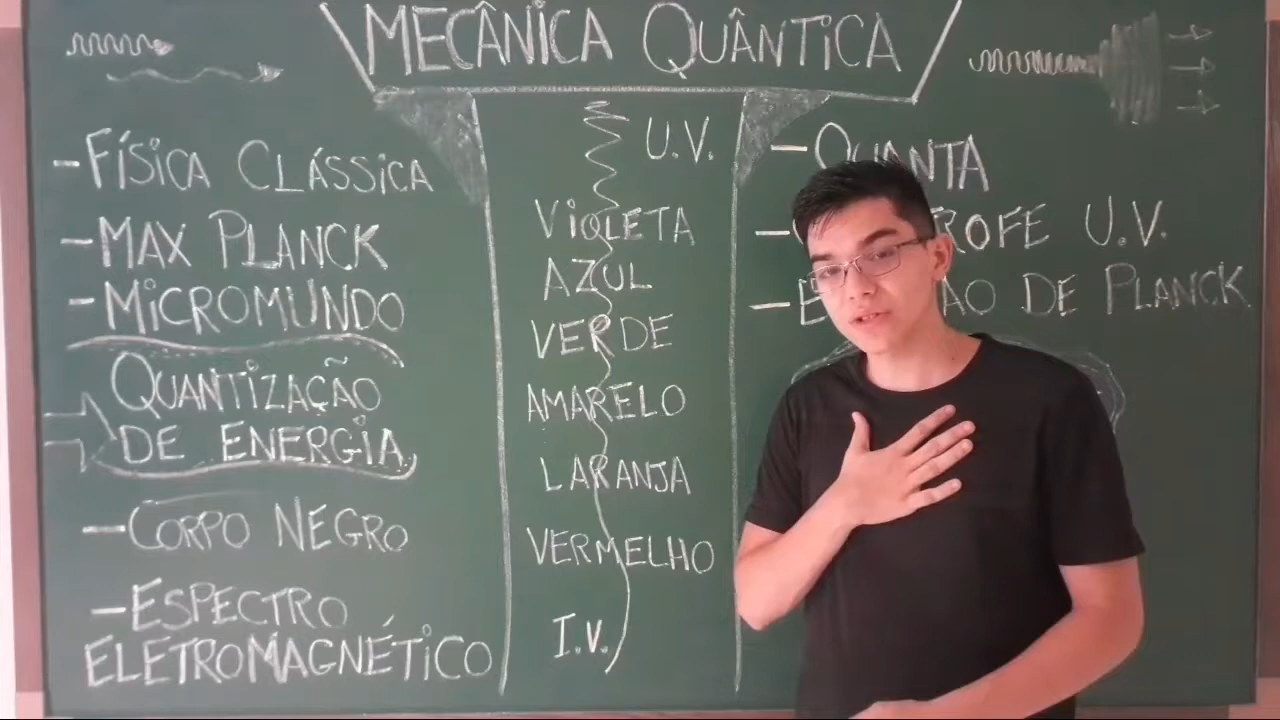 MECÂNICA QUÂNTICA
- FÍSICA CLÁSSICA
- MAX PLANCK
- MICROMUNDO
QUANTIZAÇÃO
DE ENERGIA
- CORPO NEGRO
- ESPECTRO
ELETROMAGNÉTICO
U.V.
VIOLETA
AZUL
VERDE
AMARELO
LARANJA
VERMELHO
I.V.
- QUANTA
U.V.
DE PLANCK